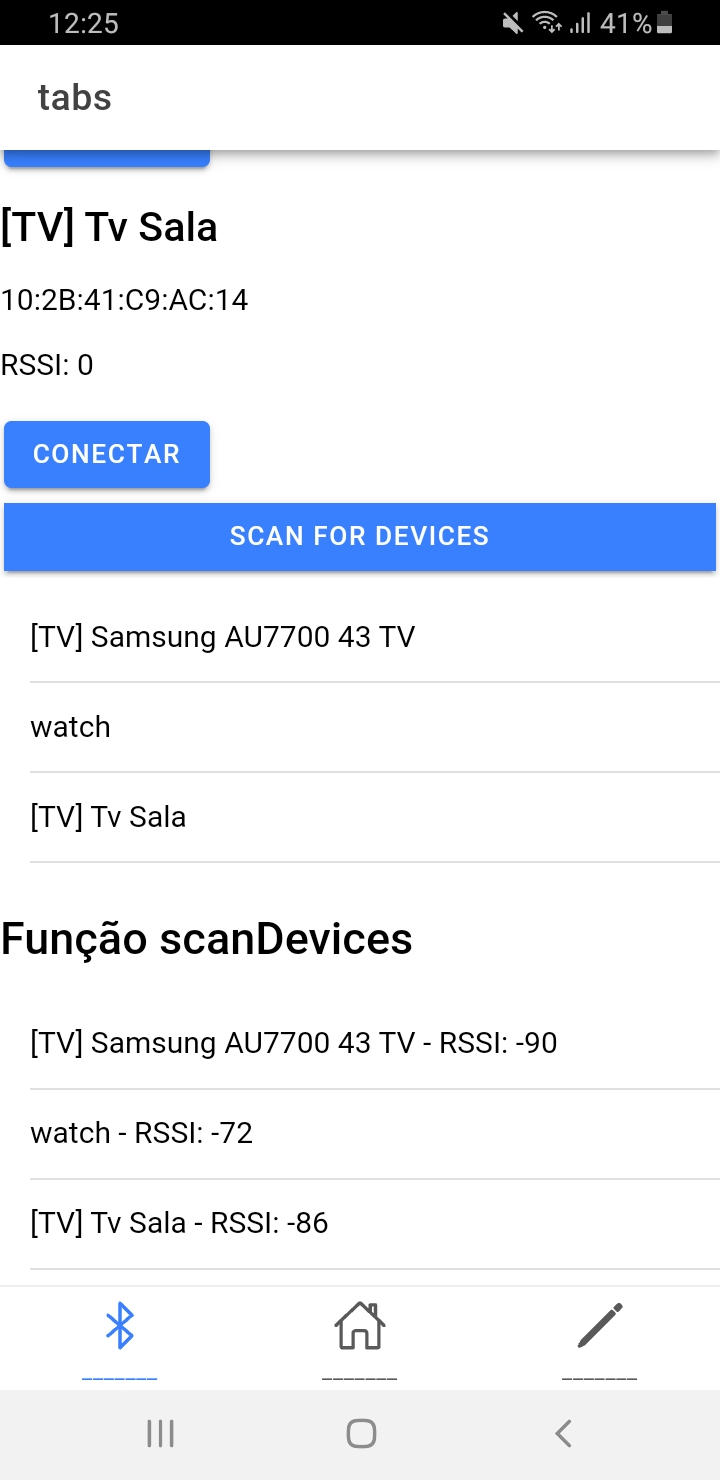 12:25 41%
tabs
[TV] Tv Sala
10:2B:41:C9:AC:14
RSSI: 0
CONECTAR
SCAN FOR DEVICES
[TV] Samsung AU7700 43 TV
watch
[TV] Tv Sala
Função scanDevices
[TV] Samsung AU7700 43 TV - RSSI: -90
watch - RSSI: -72
[TV] Tv Sala - RSSI: -86
_______ _______ _______